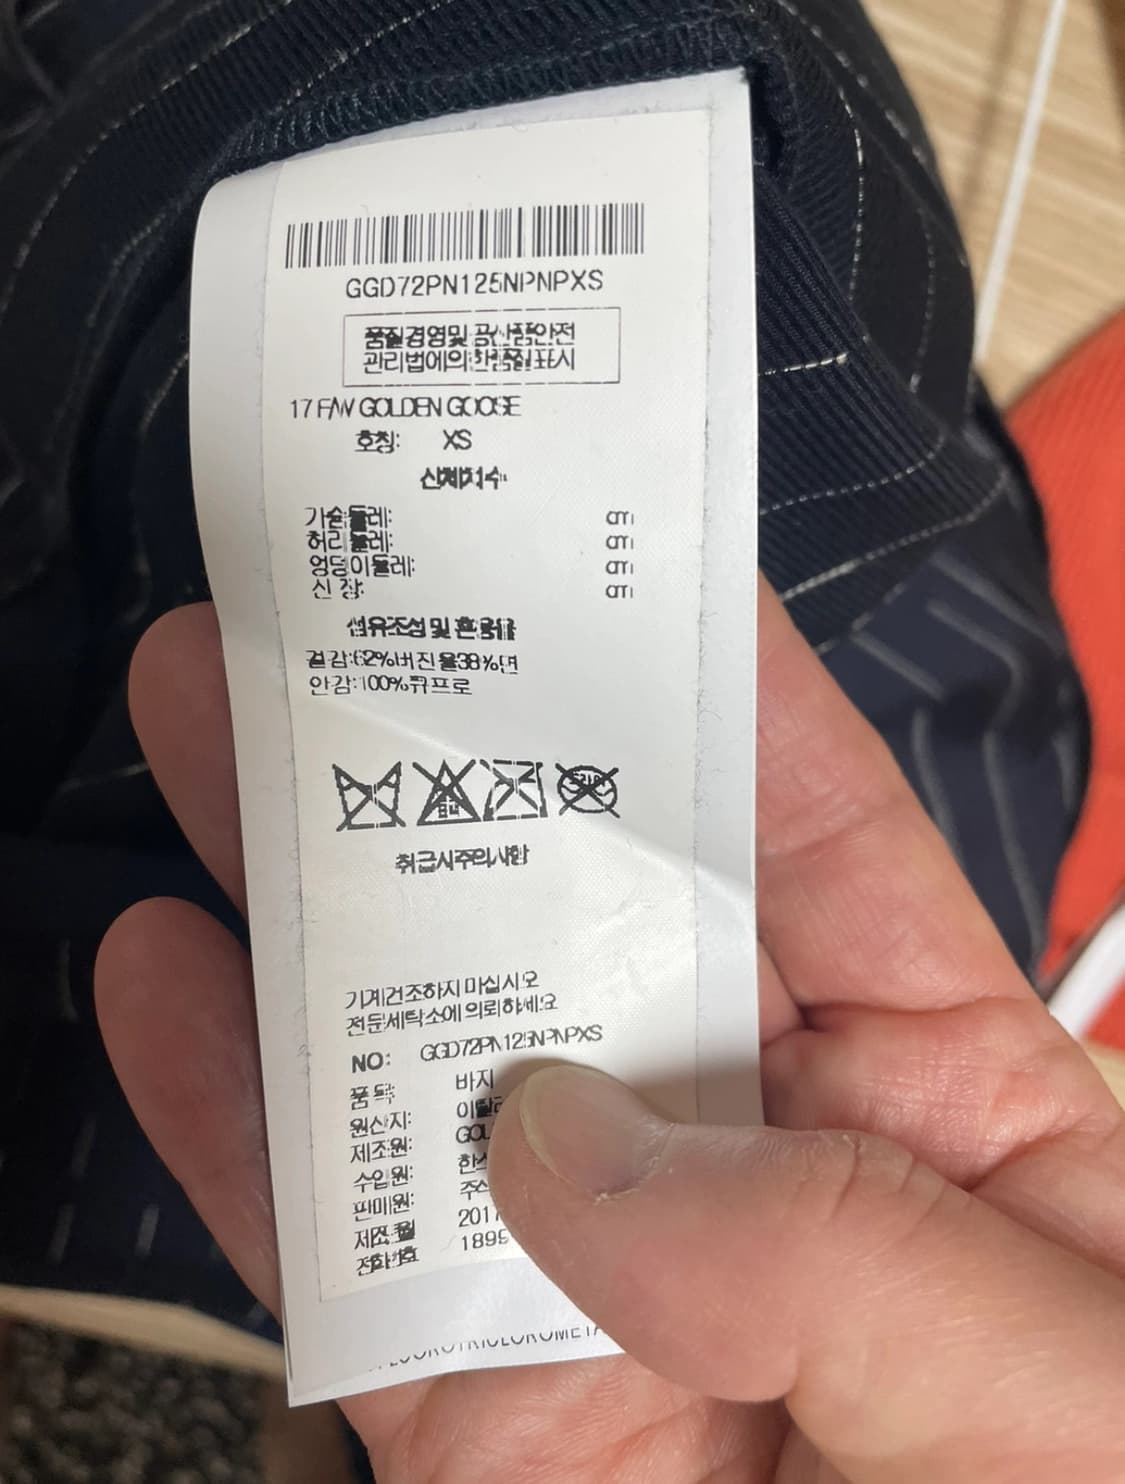 GGD72PN125NPNPXS
품질경영및 공산품안전
관리법에의한품질표시
17 F/W GOLDEN GOOSE
호칭: XS
신체치수
가슴둘레: cm
허리둘레: cm
엉덩이둘레: cm
신 장: cm
섬유조성 및 혼용률
겉감:62%버진울38%면
안감:100%큐프로
취급시주의사항
기계건조하지 마십시오
전문세탁소에 의뢰하세요
NO: GGD72PN125NPNPXS
품 목: 바지
원산지:
제조원:
수입원:
판매원:
제조월
전화번호